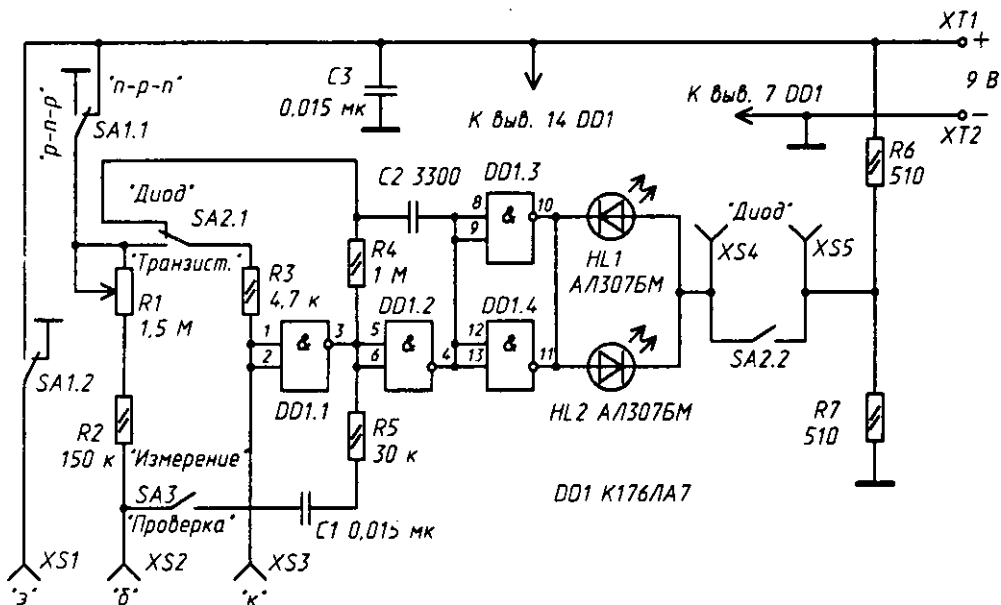 XT1
+
9 В
−
XT2
"n-p-n"
"p-n-p"
SA1.1
C3
0,015 мк
К выв. 14 DD1
К выв. 7 DD1
R6
510
"Диод"
SA2.1
"Транзист."
C2 3300
DD1.3
&
8
9
10
HL1
АЛ307БМ
"Диод"
XS4
XS5
SA2.2
R1
1,5 М
R3
4,7 к
R4
1 М
DD1.1
&
1
2
3
DD1.2
&
5
6
4
DD1.4
&
12
13
11
HL2 АЛ307БМ
R7
510
SA1.2
R2
150 к
"Измерение"
SA3
"Проверка"
R5
30 к
C1 0,015 мк
DD1 К176ЛА7
XS1
"э"
XS2
"б"
XS3
"к"